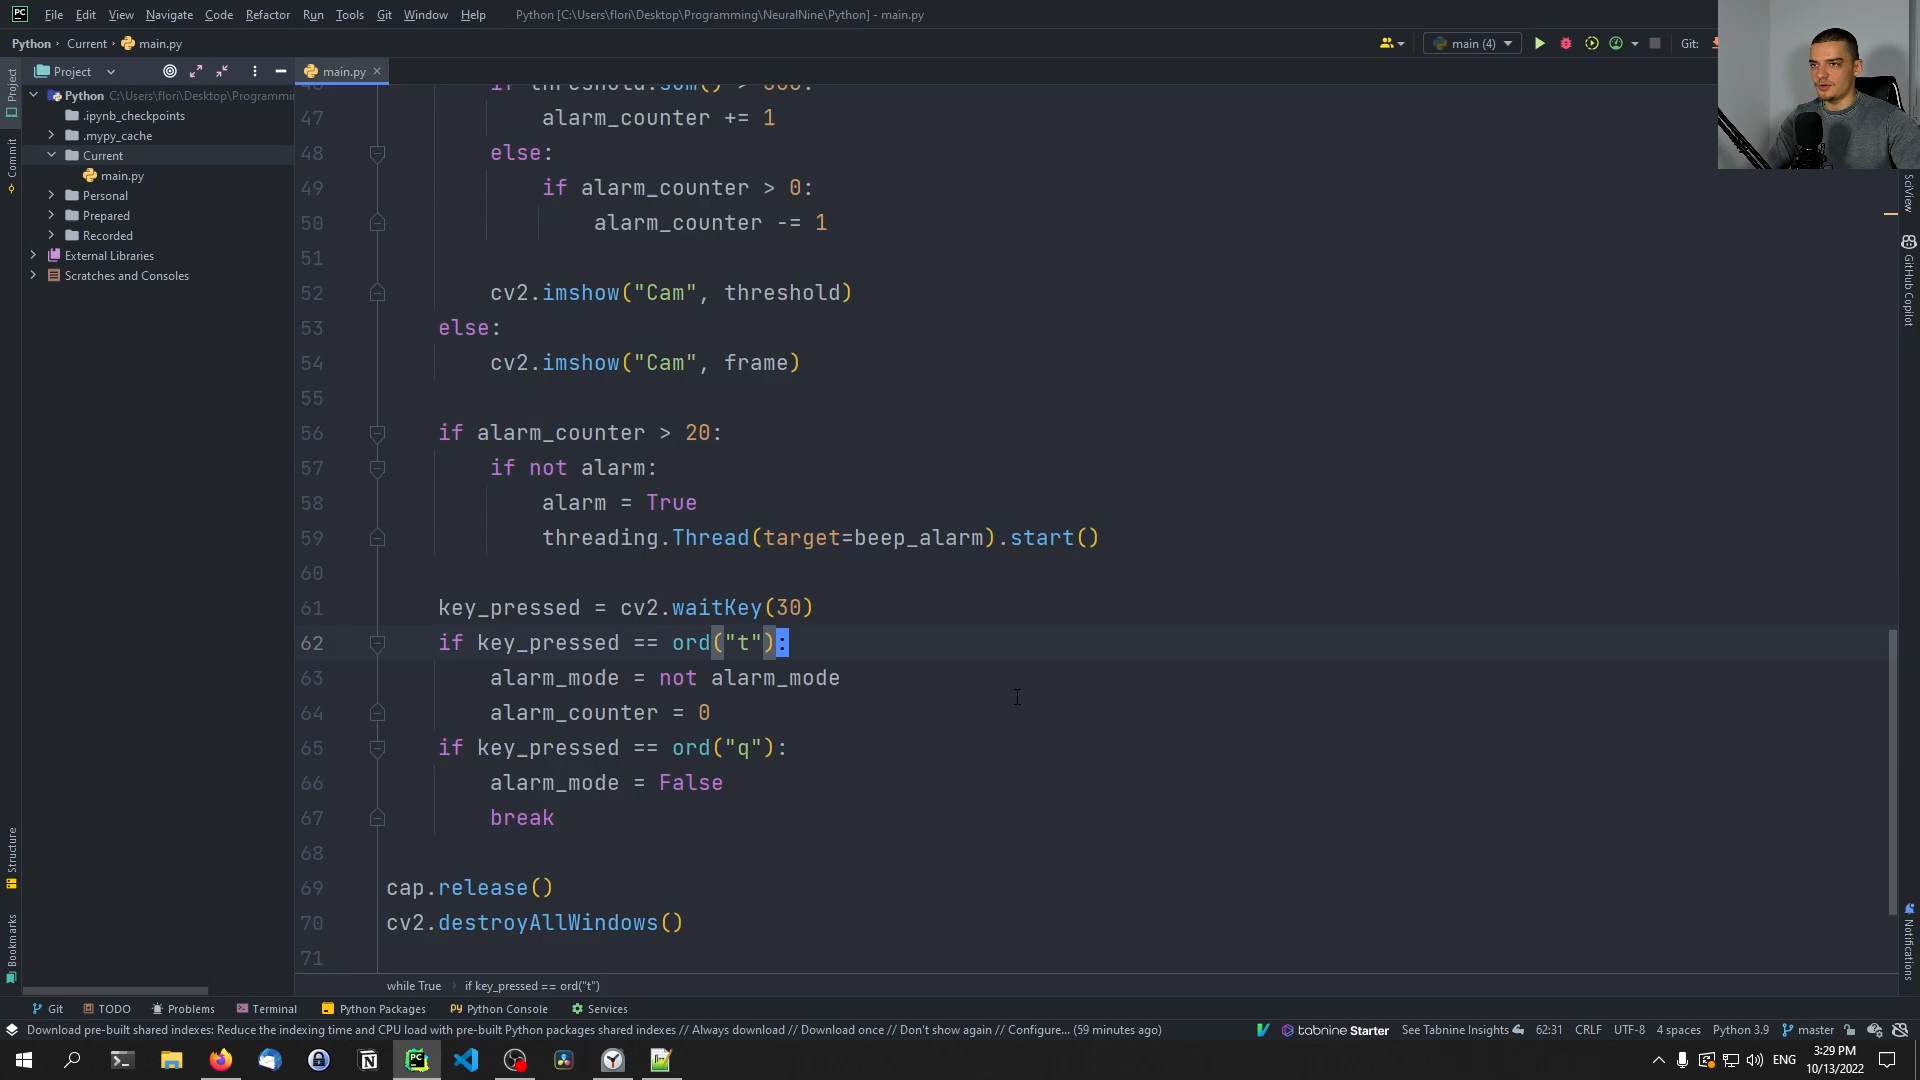 PC File Edit View Navigate Code Refactor Run Tools Git Window Help Python [C:\Users\flori\Desktop\Programming\NeuralNine\Python] - main.py
Python › Current › main.py
main (4)
Git:
Project
main.py
Python C:\Users\flori\Desktop\Programmi
.ipynb_checkpoints
.mypy_cache
Current
main.py
Personal
Prepared
Recorded
External Libraries
Scratches and Consoles
Project
Commit
Structure
Bookmarks
47 alarm_counter += 1
48 else:
49 if alarm_counter > 0:
50 alarm_counter -= 1
51
52 cv2.imshow("Cam", threshold)
53 else:
54 cv2.imshow("Cam", frame)
55
56 if alarm_counter > 20:
57 if not alarm:
58 alarm = True
59 threading.Thread(target=beep_alarm).start()
60
61 key_pressed = cv2.waitKey(30)
62 if key_pressed == ord("t"):
63 alarm_mode = not alarm_mode
64 alarm_counter = 0
65 if key_pressed == ord("q"):
66 alarm_mode = False
67 break
68
69 cap.release()
70 cv2.destroyAllWindows()
71
SciView
GitHub Copilot
Notifications
while True › if key_pressed == ord("t")
Git TODO Problems Terminal Python Packages Python Console Services
Download pre-built shared indexes: Reduce the indexing time and CPU load with pre-built Python packages shared indexes // Always download // Download once // Don't show again // Configure... (59 minutes ago)
tabnine Starter See Tabnine Insights 62:31 CRLF UTF-8 4 spaces Python 3.9 master
ENG
3:29 PM
10/13/2022